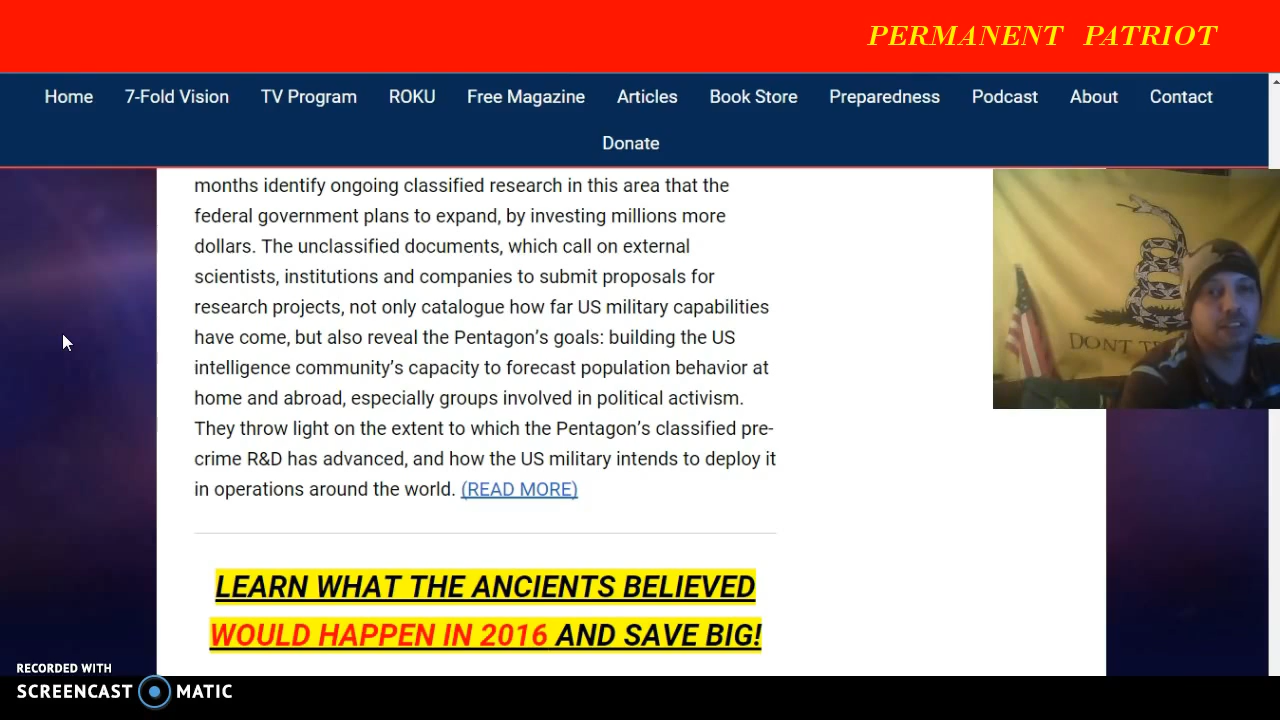 PERMANENT PATRIOT
Home 7-Fold Vision TV Program ROKU Free Magazine Articles Book Store Preparedness Podcast About Contact
Donate
months identify ongoing classified research in this area that the
federal government plans to expand, by investing millions more
dollars. The unclassified documents, which call on external
scientists, institutions and companies to submit proposals for
research projects, not only catalogue how far US military capabilities
have come, but also reveal the Pentagon’s goals: building the US
intelligence community’s capacity to forecast population behavior at
home and abroad, especially groups involved in political activism.
They throw light on the extent to which the Pentagon’s classified pre-
crime R&D has advanced, and how the US military intends to deploy it
in operations around the world. (READ MORE)
DONT
LEARN WHAT THE ANCIENTS BELIEVED
WOULD HAPPEN IN 2016 AND SAVE BIG!
RECORDED WITH
SCREENCAST MATIC